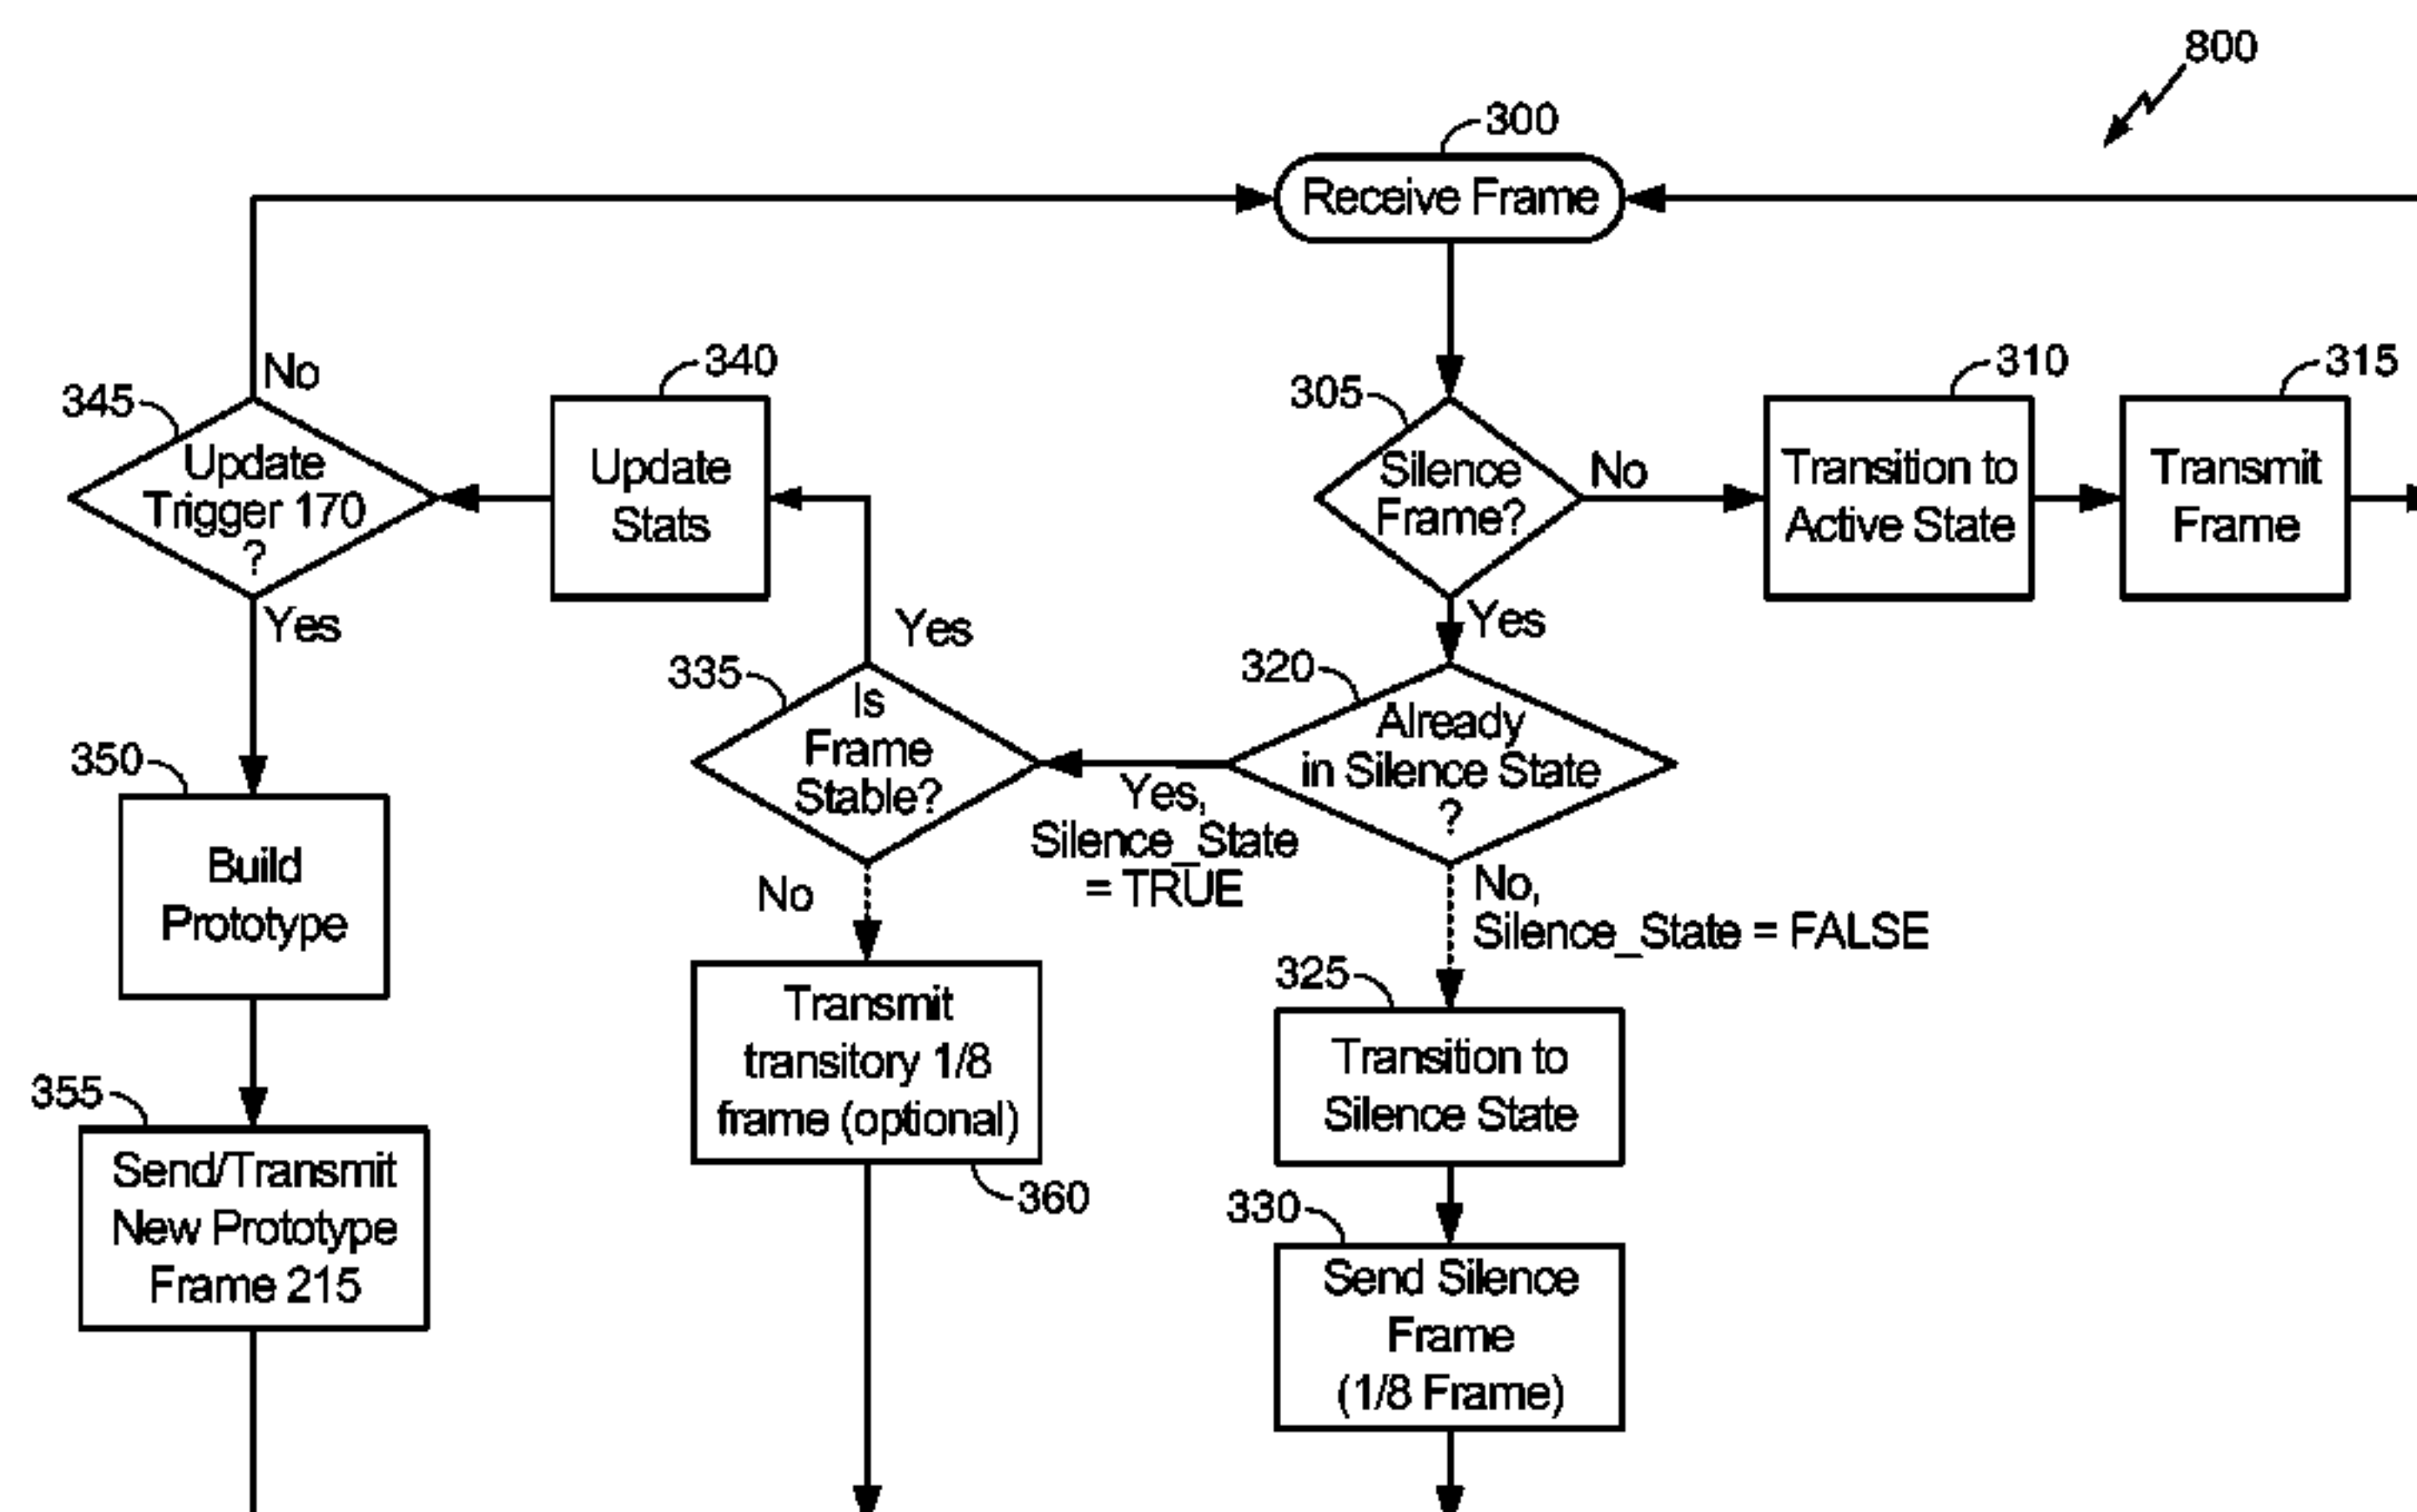 800
300
Receive Frame
No
345
Update
Trigger 170
?
Yes
340
Update
Stats
305
Silence
Frame?
No
Yes
310
Transition to
Active State
315
Transmit
Frame
335
Is
Frame
Stable?
Yes
No
320
Already
in Silence State
?
Yes,
Silence_State
= TRUE
No,
Silence_State = FALSE
350
Build
Prototype
355
Send/Transmit
New Prototype
Frame 215
Transmit
transitory 1/8
frame (optional)
360
325
Transition to
Silence State
330
Send Silence
Frame
(1/8 Frame)